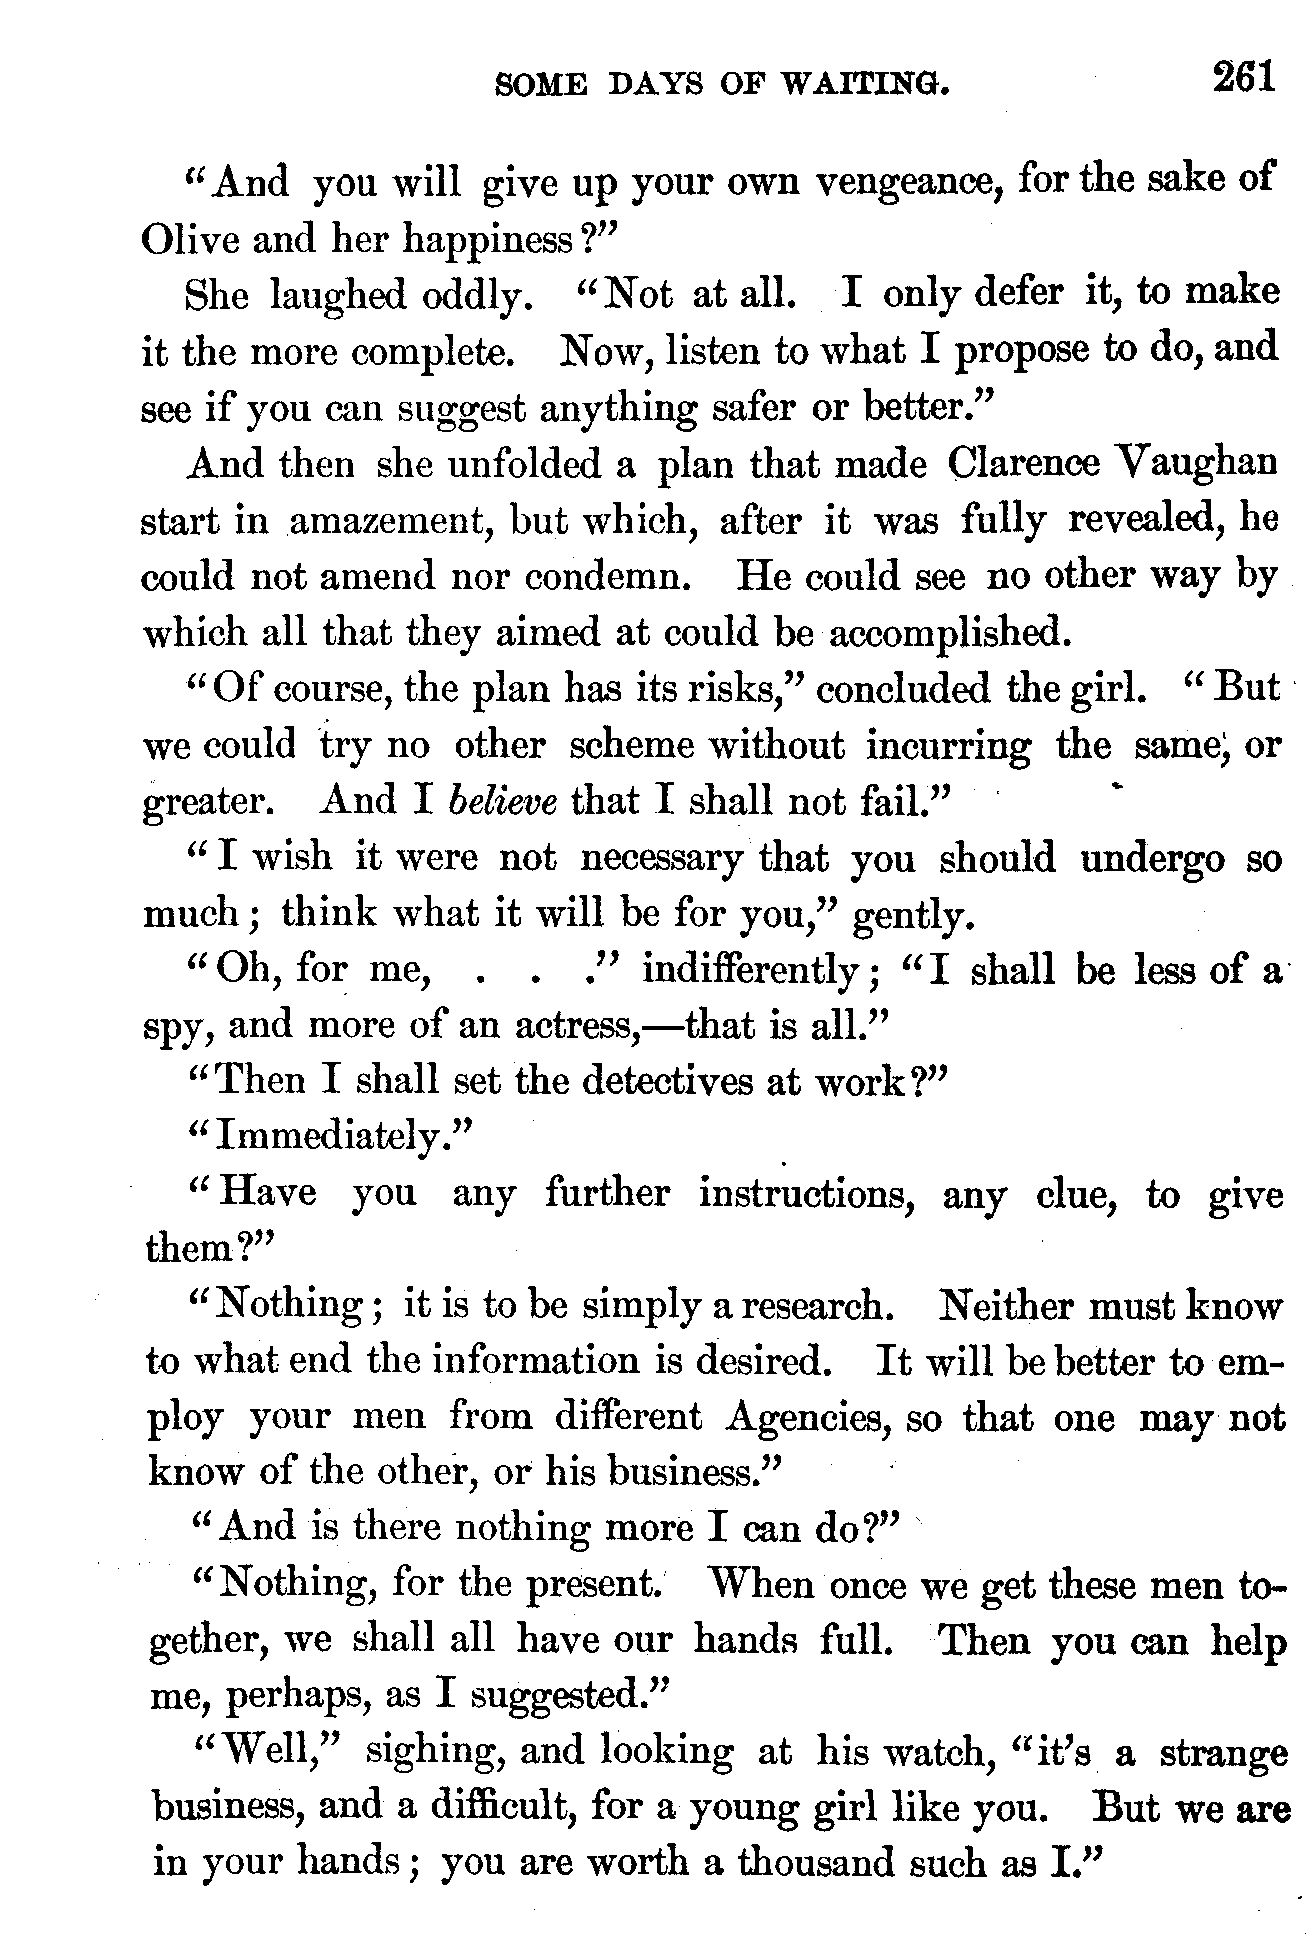 SOME DAYS OF WAITING. 261
"And you will give up your own vengeance, for the sake of
Olive and her happiness?"
She laughed oddly. "Not at all. I only defer it, to make
it the more complete. Now, listen to what I propose to do, and
see if you can suggest anything safer or better."
And then she unfolded a plan that made Clarence Vaughan
start in amazement, but which, after it was fully revealed, he
could not amend nor condemn. He could see no other way by
which all that they aimed at could be accomplished.
"Of course, the plan has its risks," concluded the girl. "But
we could try no other scheme without incurring the same, or
greater. And I believe that I shall not fail."
"I wish it were not necessary that you should undergo so
much; think what it will be for you," gently.
"Oh, for me, . . ." indifferently; "I shall be less of a
spy, and more of an actress,—that is all."
"Then I shall set the detectives at work?"
"Immediately."
"Have you any further instructions, any clue, to give
them?"
"Nothing; it is to be simply a research. Neither must know
to what end the information is desired. It will be better to em-
ploy your men from different Agencies, so that one may not
know of the other, or his business."
"And is there nothing more I can do?"
"Nothing, for the present. When once we get these men to-
gether, we shall all have our hands full. Then you can help
me, perhaps, as I suggested."
"Well," sighing, and looking at his watch, "it's a strange
business, and a difficult, for a young girl like you. But we are
in your hands; you are worth a thousand such as I."